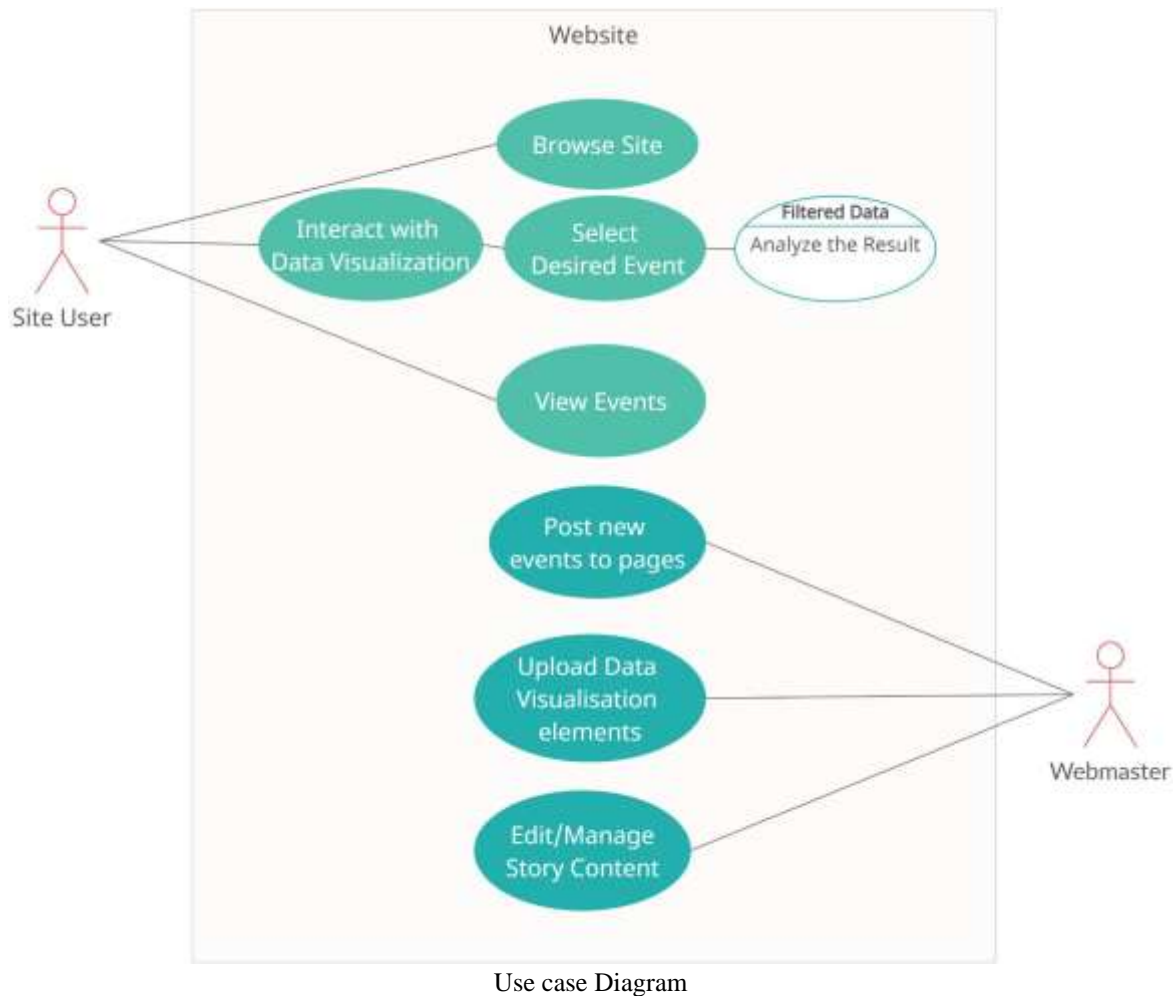 Website
Browse Site
Interact with
Data Visualization
Select
Desired Event
Filtered Data
Analyze the Result
Site User
View Events
Post new
events to pages
Upload Data
Visualisation
elements
Webmaster
Edit/Manage
Story Content
Use case Diagram